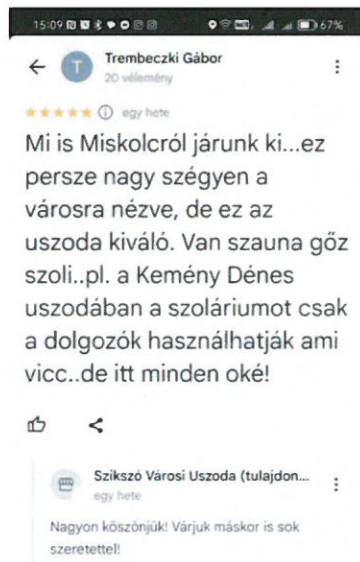 15:09 67%
Trembeczki Gábor
20 vélemény
egy hete
Mi is Miskolcról járunk ki...ez
persze nagy szégyen a
városra nézve, de ez az
uszoda kiváló. Van szauna gőz
szoli..pl. a Kemény Dénes
uszodában a szoláriumot csak
a dolgozók használhatják ami
vicc..de itt minden oké!
Szikszó Városi Uszoda (tulajdon...
egy hete
Nagyon köszönjük! Várjuk máskor is sok
szeretettel!